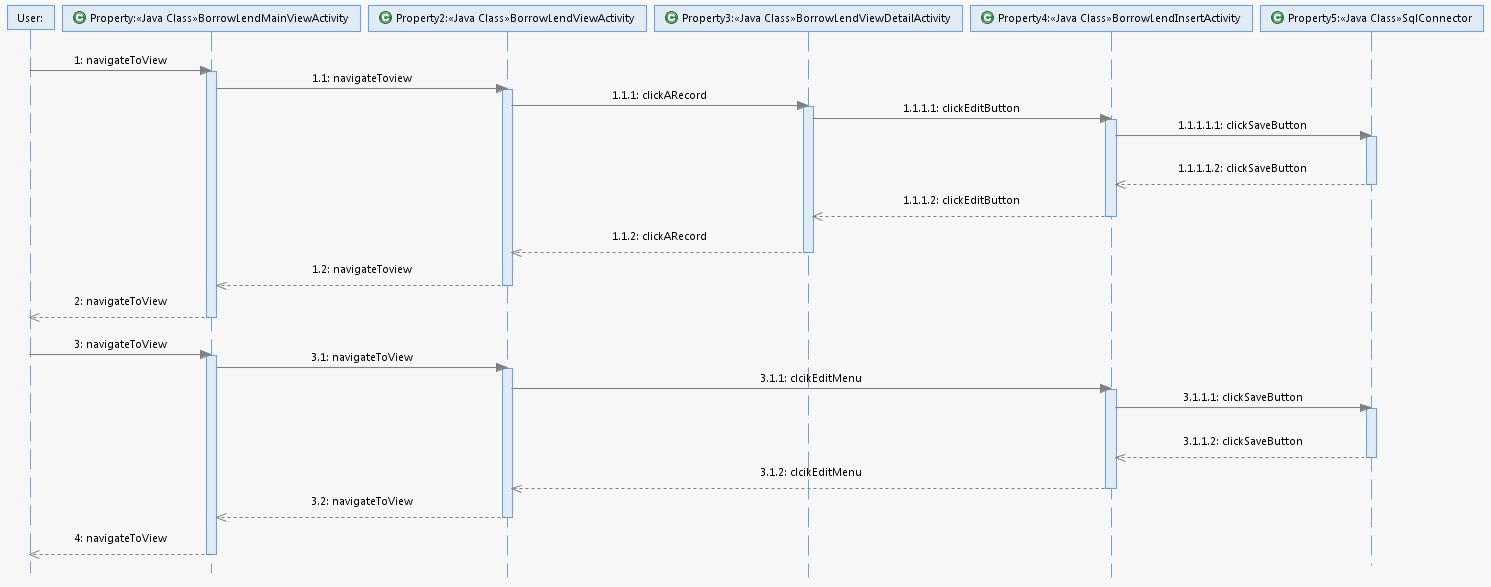 User:
C Property:«Java Class»BorrowLendMainViewActivity
C Property2:«Java Class»BorrowLendViewActivity
C Property3:«Java Class»BorrowLendViewDetailActivity
C Property4:«Java Class»BorrowLendInsertActivity
C Property5:«Java Class»SqlConnector
1: navigateToView
1.1: navigateToview
1.1.1: clickARecord
1.1.1.1: clickEditButton
1.1.1.1.1: clickSaveButton
1.1.1.1.2: clickSaveButton
1.1.1.2: clickEditButton
1.1.2: clickARecord
1.2: navigateToview
2: navigateToView
3: navigateToView
3.1: navigateToView
3.1.1: clcikEditMenu
3.1.1.1: clickSaveButton
3.1.1.2: clickSaveButton
3.1.2: clcikEditMenu
3.2: navigateToView
4: navigateToView